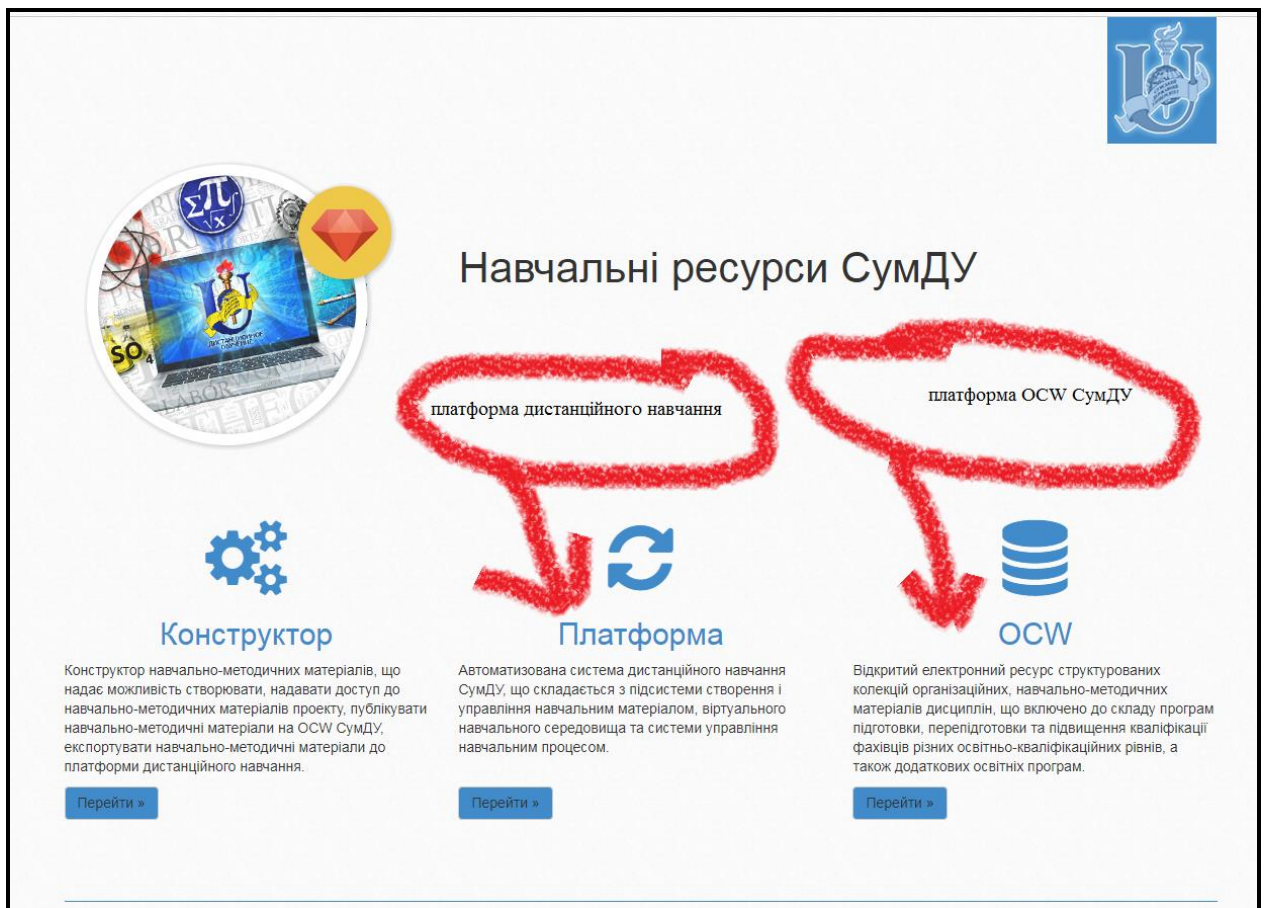 Навчальні ресурси СумДУ
платформа дистанційного навчання
платформа OCW СумДУ
SO4
ДИСТАНЦИОННОЕ
ОБУЧЕНИЕ
Конструктор
Конструктор навчально-методичних матеріалів, що
надає можливість створювати, надавати доступ до
навчально-методичних матеріалів проекту, публікувати
навчально-методичні матеріали на OCW СумДУ,
експортувати навчально-методичні матеріали до
платформи дистанційного навчання.
Перейти »
Платформа
Автоматизована система дистанційного навчання
СумДУ, що складається з підсистеми створення і
управління навчальним матеріалом, віртуального
навчального середовища та системи управління
навчальним процесом.
Перейти »
OCW
Відкритий електронний ресурс структурованих
колекцій організаційних, навчально-методичних
матеріалів дисциплін, що включено до складу програм
підготовки, перепідготовки та підвищення кваліфікації
фахівців різних освітньо-кваліфікаційних рівнів, а
також додаткових освітніх програм.
Перейти »